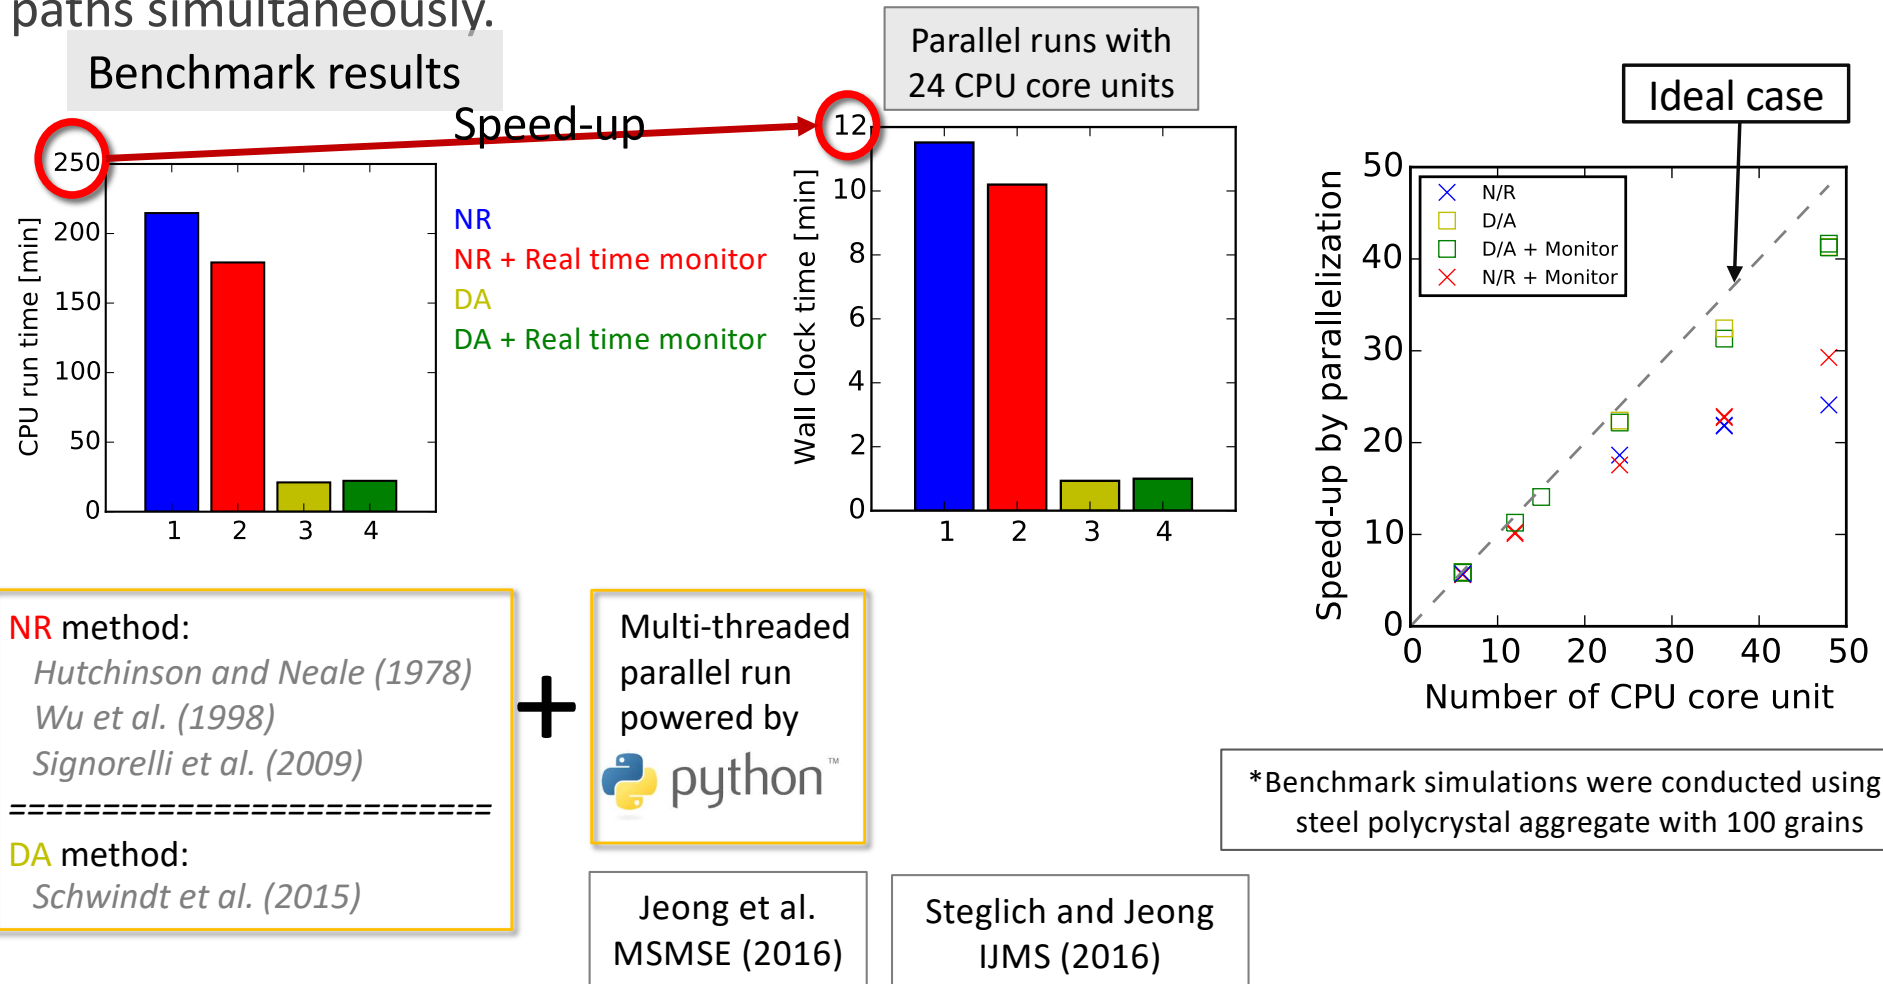 paths simultaneously.
Benchmark results
Speed-up
Parallel runs with
24 CPU core units
Ideal case
250
200
150
100
50
0
CPU run time [min]
1 2 3 4
NR
NR + Real time monitor
DA
DA + Real time monitor
12
10
8
6
4
2
0
Wall Clock time [min]
1 2 3 4
50
40
30
20
10
0
Speed-up by parallelization
N/R
D/A
D/A + Monitor
N/R + Monitor
0 10 20 30 40 50
Number of CPU core unit
NR method:
Hutchinson and Neale (1978)
Wu et al. (1998)
Signorelli et al. (2009)
==========================
DA method:
Schwindt et al. (2015)
+
Multi-threaded
parallel run
powered by
python™
*Benchmark simulations were conducted using
steel polycrystal aggregate with 100 grains
Jeong et al.
MSMSE (2016)
Steglich and Jeong
IJMS (2016)